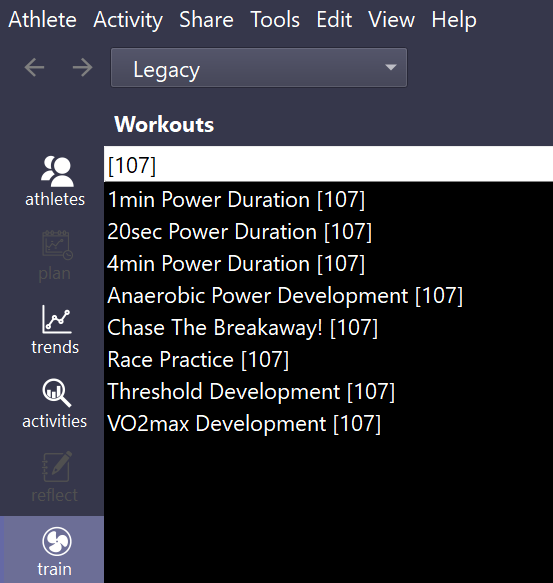 Athlete Activity Share Tools Edit View Help
Legacy
Workouts
[107]
athletes
plan
trends
activities
reflect
train
1min Power Duration [107]
20sec Power Duration [107]
4min Power Duration [107]
Anaerobic Power Development [107]
Chase The Breakaway! [107]
Race Practice [107]
Threshold Development [107]
VO2max Development [107]